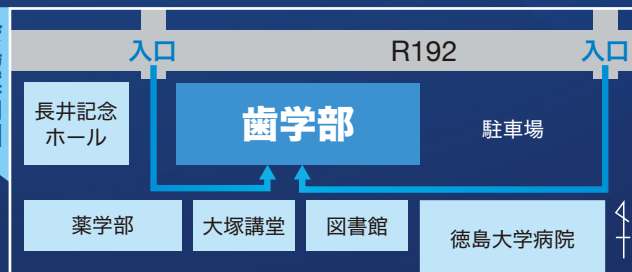 入口
R192
入口
長井記念
ホール
歯学部
駐車場
薬学部
大塚講堂
図書館
徳島大学病院